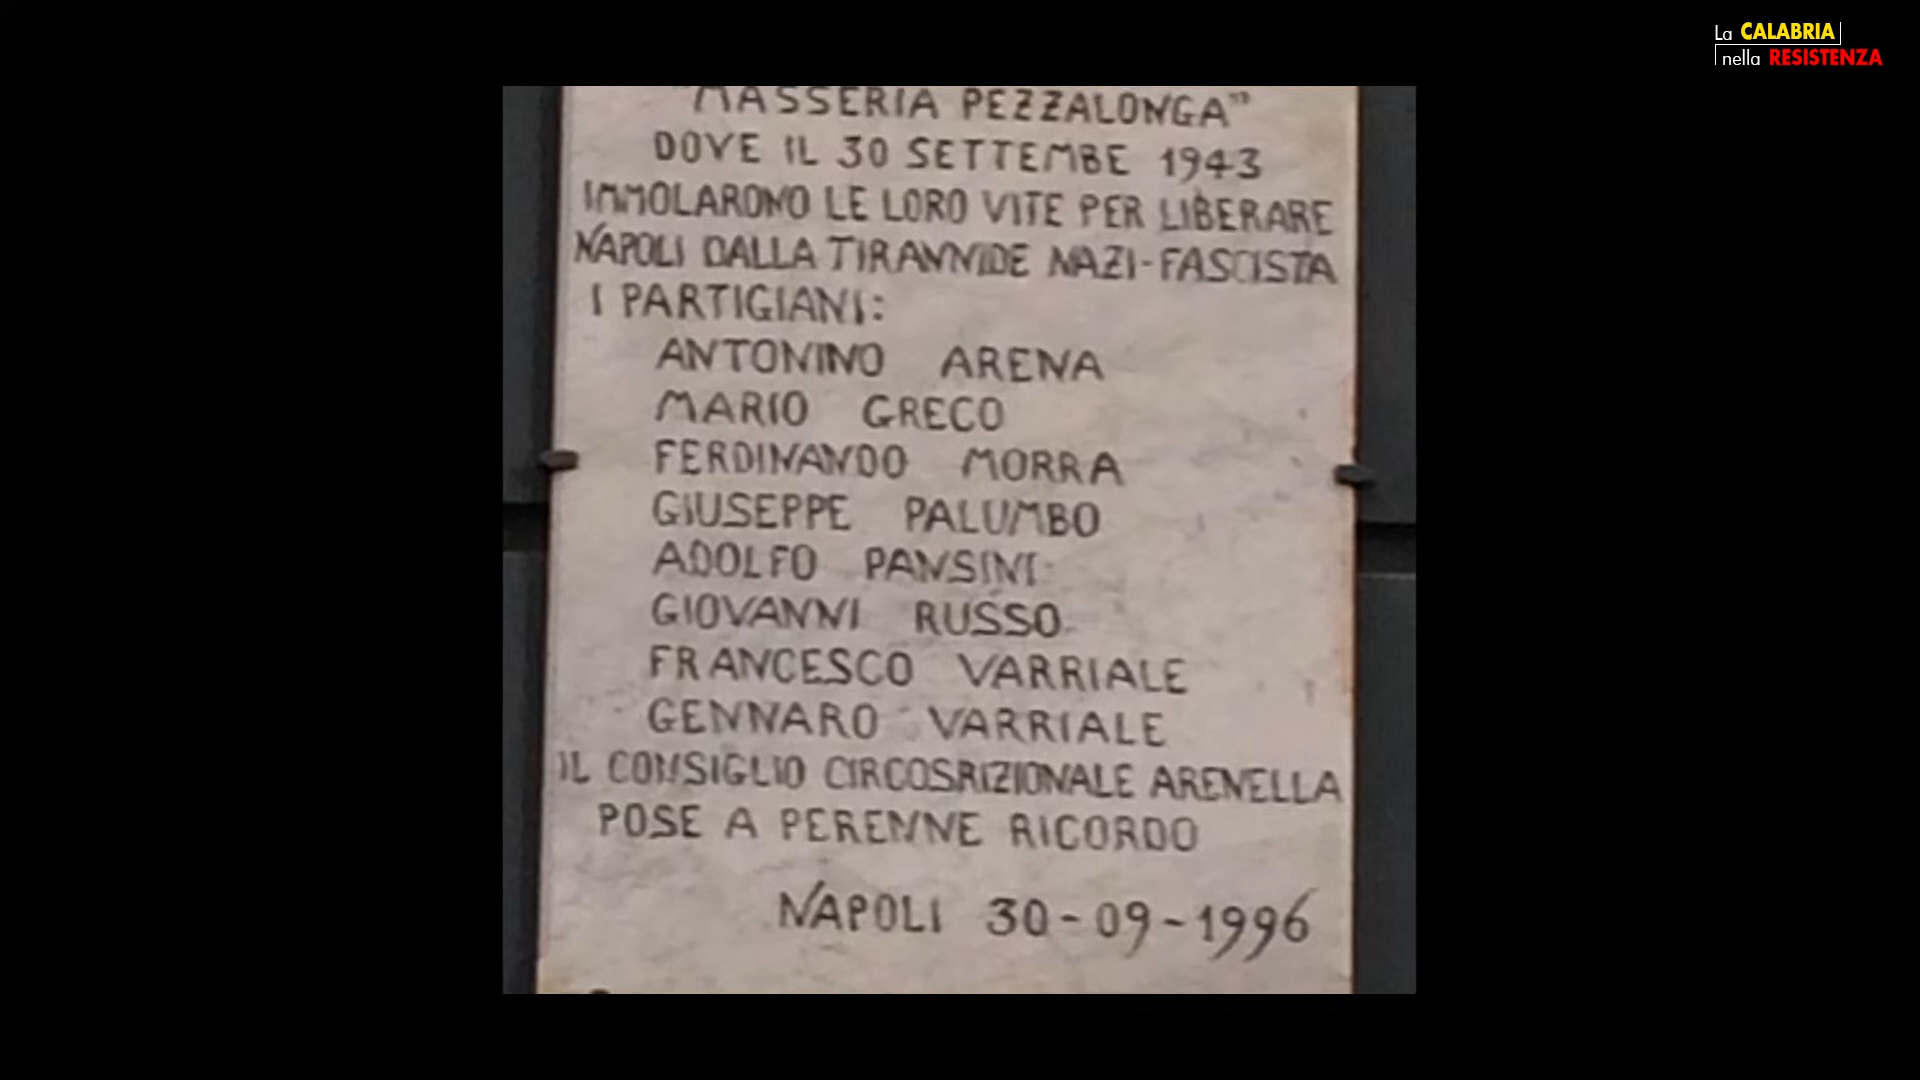 La CALABRIA
nella RESISTENZA
"MASSERIA PEZZALONGA"
DOVE IL 30 SETTEMBE 1943
IMMOLARONO LE LORO VITE PER LIBERARE
NAPOLI DALLA TIRANNIDE NAZI-FASCISTA
I PARTIGIANI:
ANTONINO ARENA
MARIO GRECO
FERDINANDO MORRA
GIUSEPPE PALUMBO
ADOLFO PANSINI
GIOVANNI RUSSO
FRANCESCO VARRIALE
GENNARO VARRIALE
IL CONSIGLIO CIRCOSRIZIONALE ARENELLA
POSE A PERENNE RICORDO
NAPOLI 30-09-1996